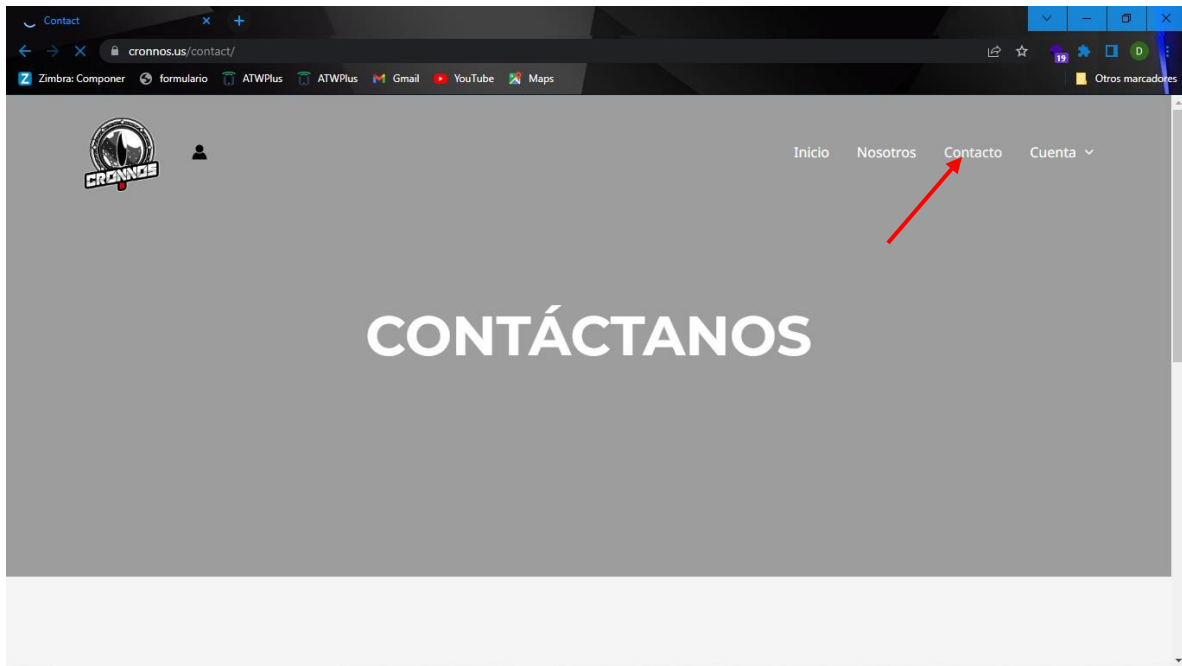 Contact
cronnos.us/contact/
19
D
Zimbra: Componer formulario ATWPlus ATWPlus Gmail YouTube Maps Otros marcadores
CRONNOS
Inicio Nosotros Contacto Cuenta
CONTÁCTANOS